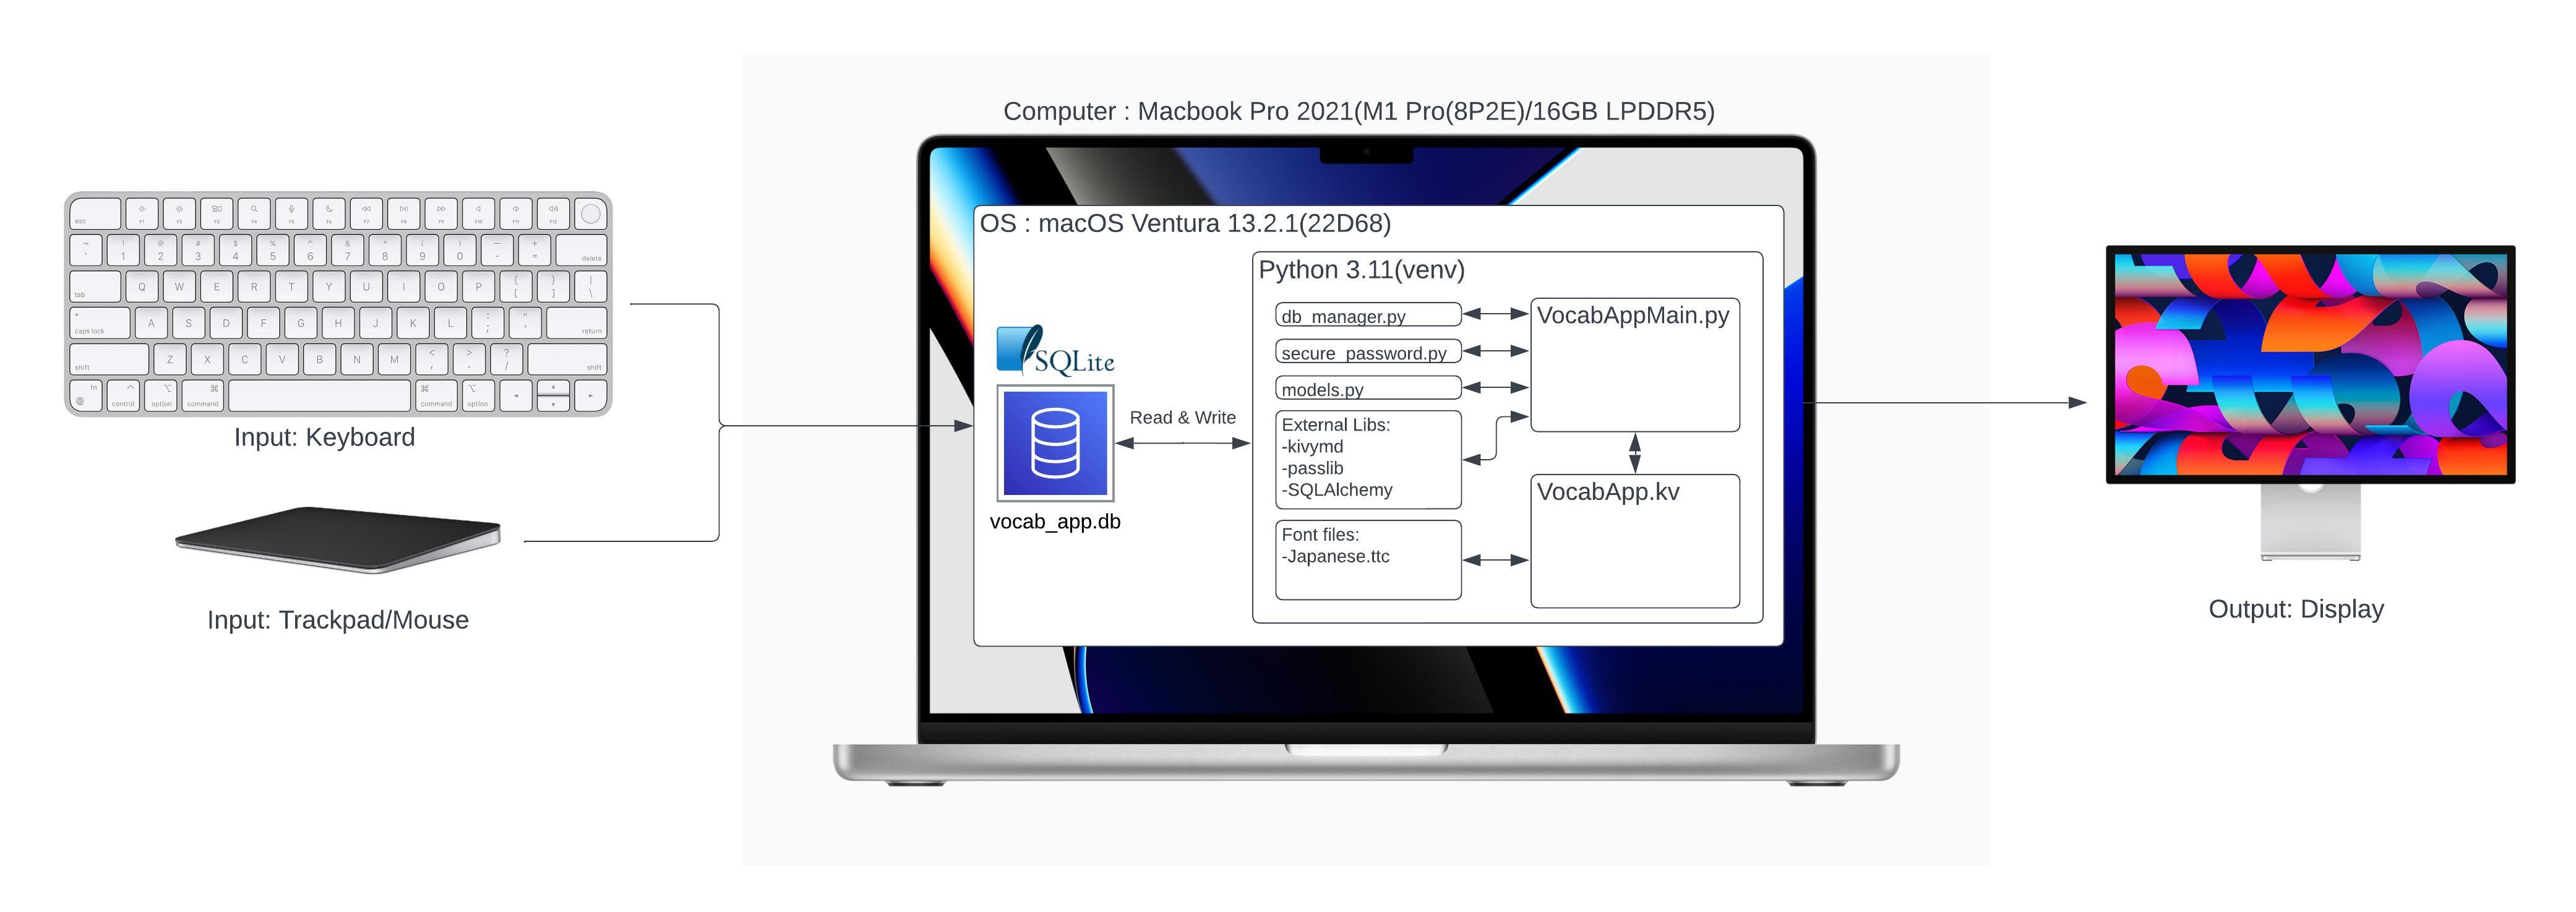 Computer : Macbook Pro 2021(M1 Pro(8P2E)/16GB LPDDR5)
esc F1 F2 F3 F4 F5 F6 F7 F8 F9 F10 F11 F12
~ ! @ # $ % ^ & * ( ) — +
` 1 2 3 4 5 6 7 8 9 0 - = delete
tab Q W E R T Y U I O P { [ } ] | \
caps lock A S D F G H J K L : ; " ' return
shift Z X C V B N M < , > . ? / shift
fn control option command command option
Input: Keyboard
Input: Trackpad/Mouse
OS : macOS Ventura 13.2.1(22D68)
SQLite
vocab_app.db
Read & Write
Python 3.11(venv)
db_manager.py
secure_password.py
models.py
External Libs:
-kivymd
-passlib
-SQLAlchemy
Font files:
-Japanese.ttc
VocabAppMain.py
VocabApp.kv
Output: Display